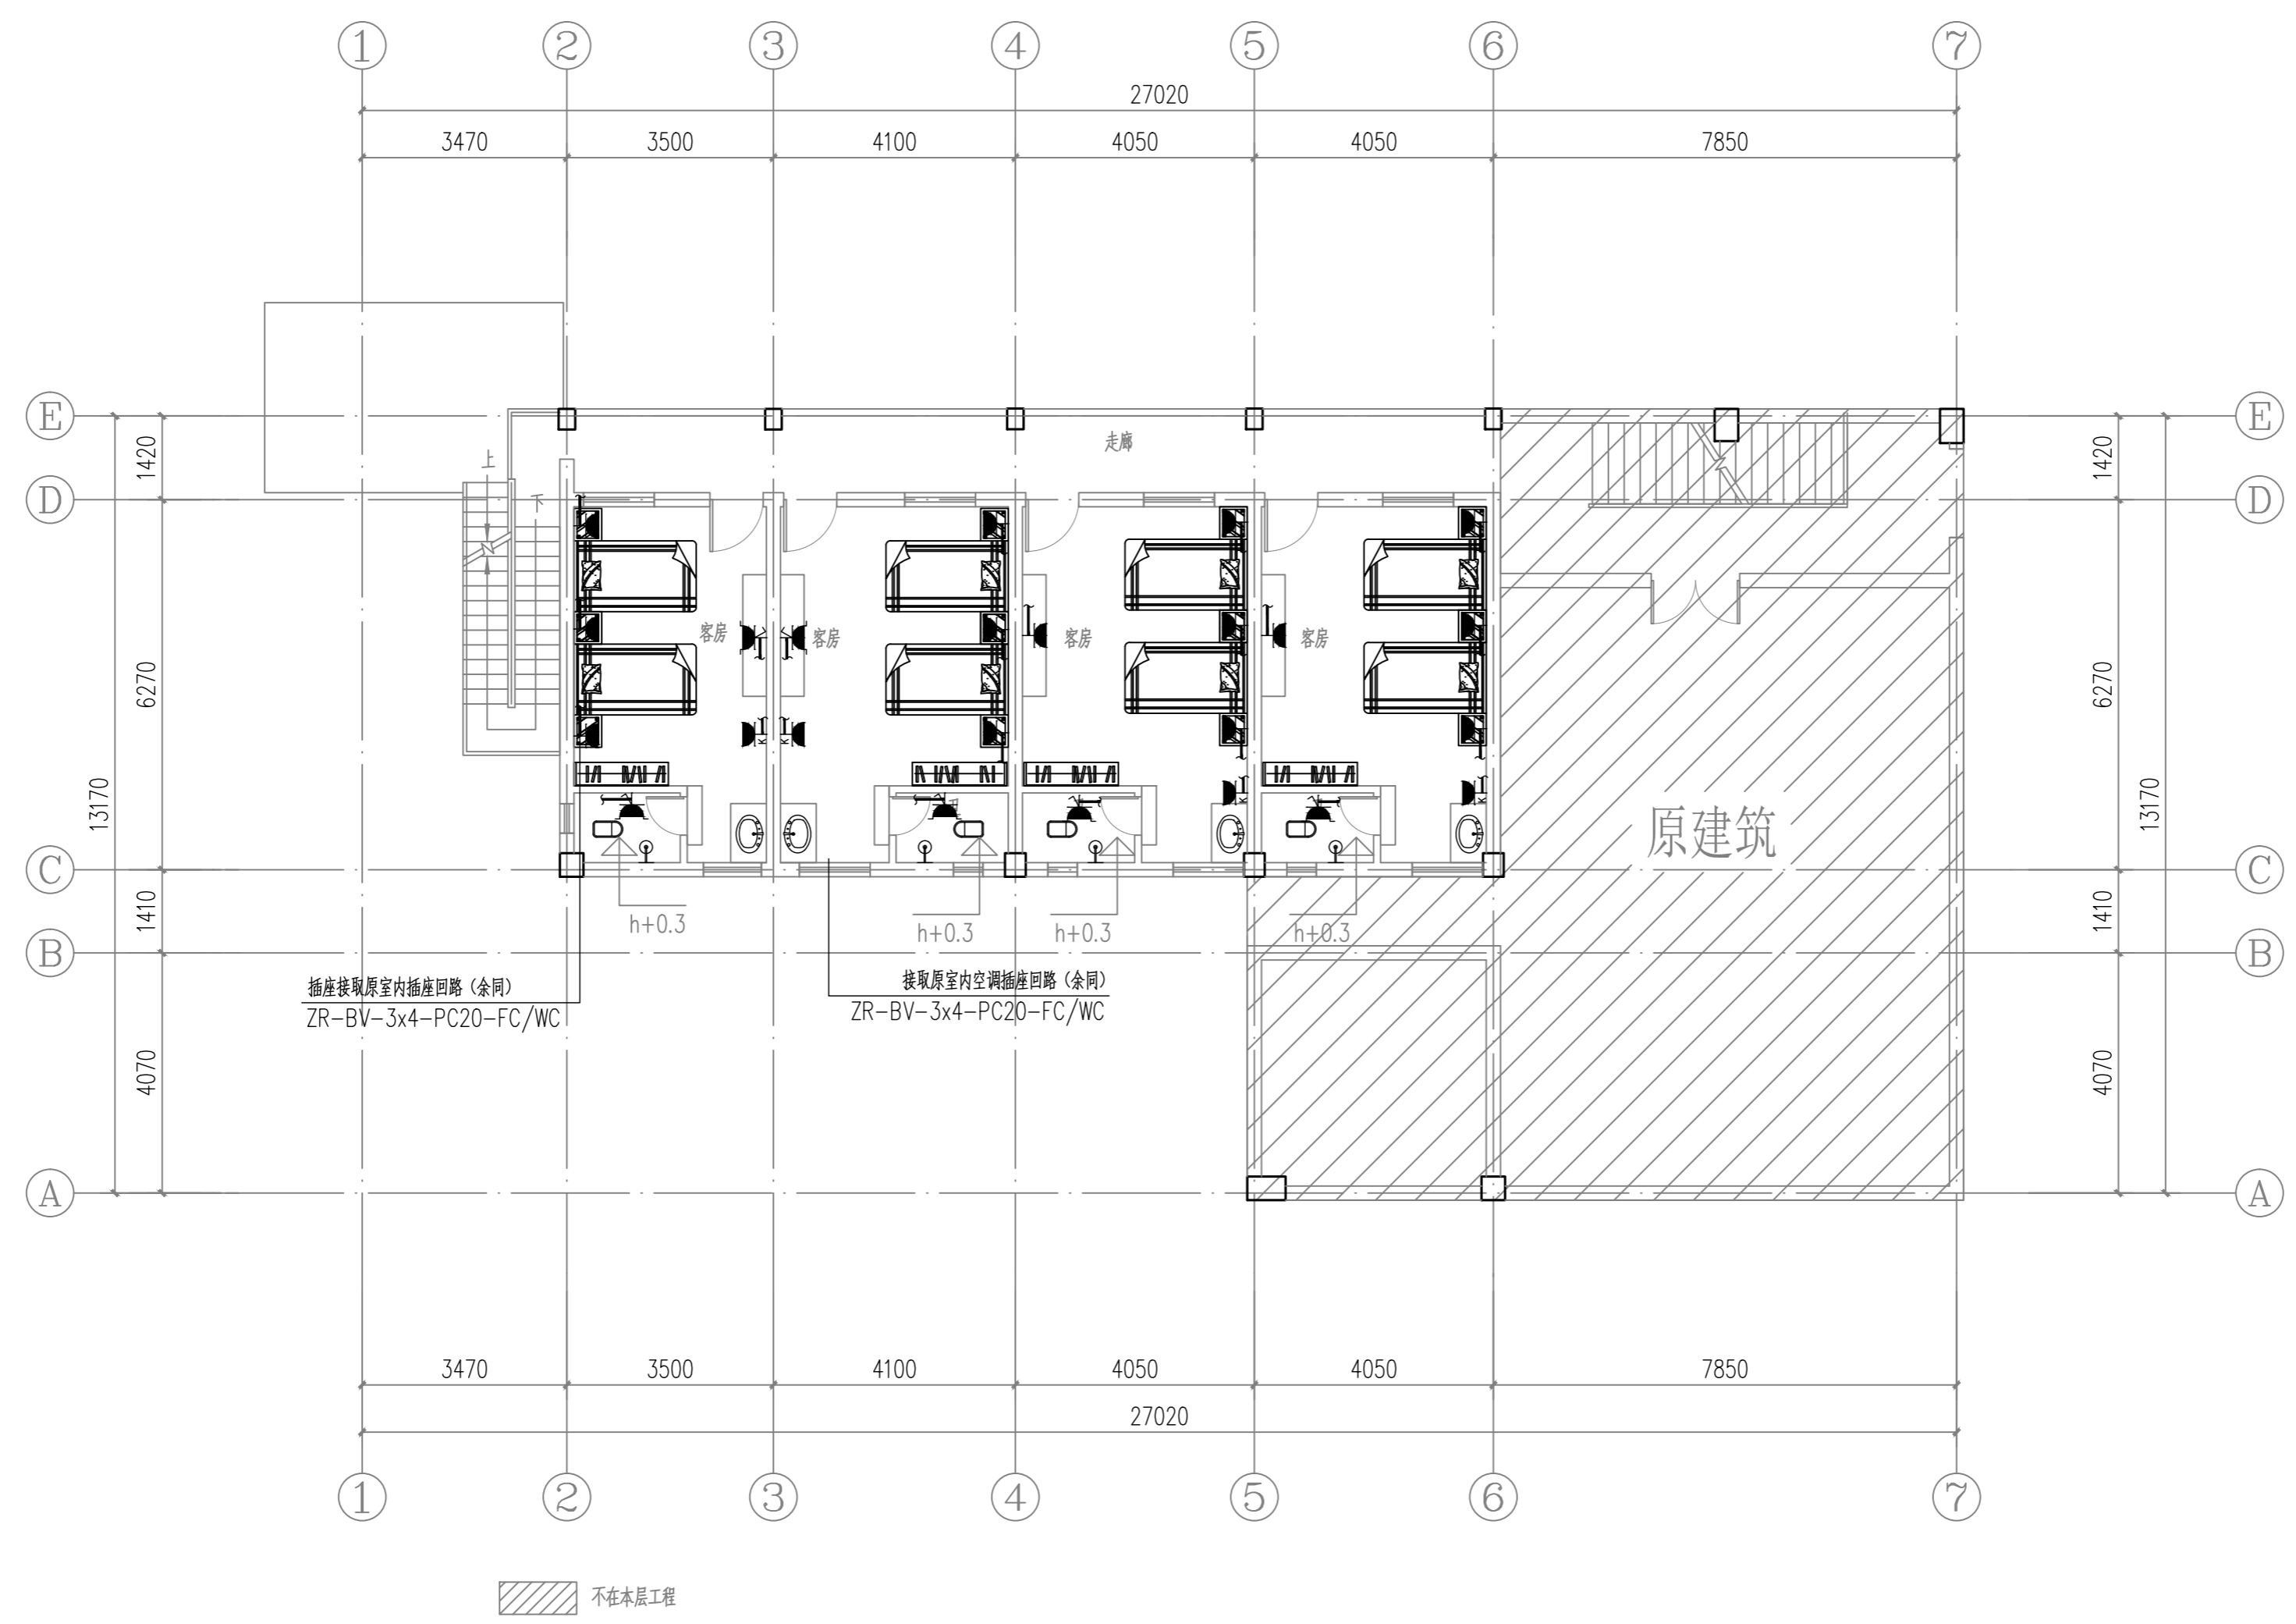 1 2 3 4 5 6 7
27020
3470 3500 4100 4050 4050 7850
E E
走廊
1420 1420
上
D D
下
客房 客房 客房 客房
6270 6270
13170 13170
K K
K K
原建筑
C C
1410 1410
h+0.3 h+0.3 h+0.3 h+0.3
B B
插座接取原室内插座回路（余同）
ZR-BV-3x4-PC20-FC/WC
接取原室内空调插座回路（余同）
ZR-BV-3x4-PC20-FC/WC
4070 4070
A A
3470 3500 4100 4050 4050 7850
27020
1 2 3 4 5 6 7
不在本层工程